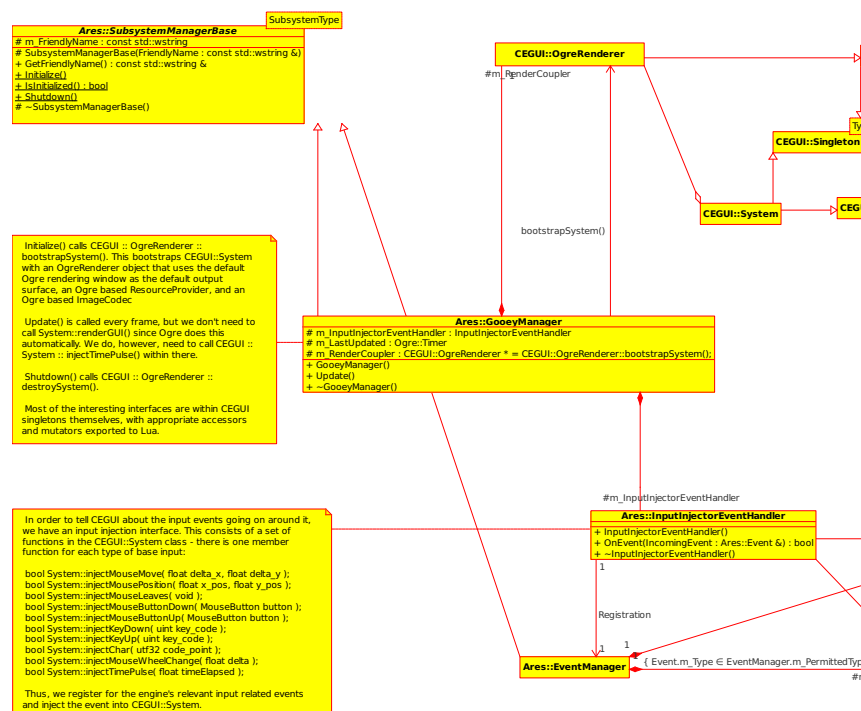 SubsystemType
Ares::SubsystemManagerBase
# m_FriendlyName : const std::wstring
# SubsystemManagerBase(FriendlyName : const std::wstring &)
+ GetFriendlyName() : const std::wstring &
+ Initialize()
+ IsInitialized() : bool
+ Shutdown()
# ~SubsystemManagerBase()
CEGUI::OgreRenderer
#m_RenderCoupler
1
Ty
CEGUI::Singleton
CEGUI::System
CEG
bootstrapSystem()
Initialize() calls CEGUI :: OgreRenderer ::
bootstrapSystem(). This bootstraps CEGUI::System
with an OgreRenderer object that uses the default
Ogre rendering window as the default output
surface, an Ogre based ResourceProvider, and an
Ogre based ImageCodec
Update() is called every frame, but we don't need to
call System::renderGUI() since Ogre does this
automatically. We do, however, need to call CEGUI ::
System :: injectTimePulse() within there.
Shutdown() calls CEGUI :: OgreRenderer ::
destroySystem().
Most of the interesting interfaces are within CEGUI
singletons themselves, with appropriate accessors
and mutators exported to Lua.
Ares::GooeyManager
# m_InputInjectorEventHandler : InputInjectorEventHandler
# m_LastUpdated : Ogre::Timer
# m_RenderCoupler : CEGUI::OgreRenderer * = CEGUI::OgreRenderer::bootstrapSystem();
+ GooeyManager()
+ Update()
+ ~GooeyManager()
#m_InputInjectorEventHandler
Ares::InputInjectorEventHandler
+ InputInjectorEventHandler()
+ OnEvent(IncomingEvent : Ares::Event &) : bool
+ ~InputInjectorEventHandler()
1
Registration
1
1
In order to tell CEGUI about the input events going on around it,
we have an input injection interface. This consists of a set of
functions in the CEGUI::System class - there is one member
function for each type of base input:
bool System::injectMouseMove( float delta_x, float delta_y );
bool System::injectMousePosition( float x_pos, float y_pos );
bool System::injectMouseLeaves( void );
bool System::injectMouseButtonDown( MouseButton button );
bool System::injectMouseButtonUp( MouseButton button );
bool System::injectKeyDown( uint key_code );
bool System::injectKeyUp( uint key_code );
bool System::injectChar( utf32 code_point );
bool System::injectMouseWheelChange( float delta );
bool System::injectTimePulse( float timeElapsed );
Thus, we register for the engine's relevant input related events
and inject the event into CEGUI::System.
Ares::EventManager
1
{ Event.m_Type ∈ EventManager.m_PermittedTyp
#